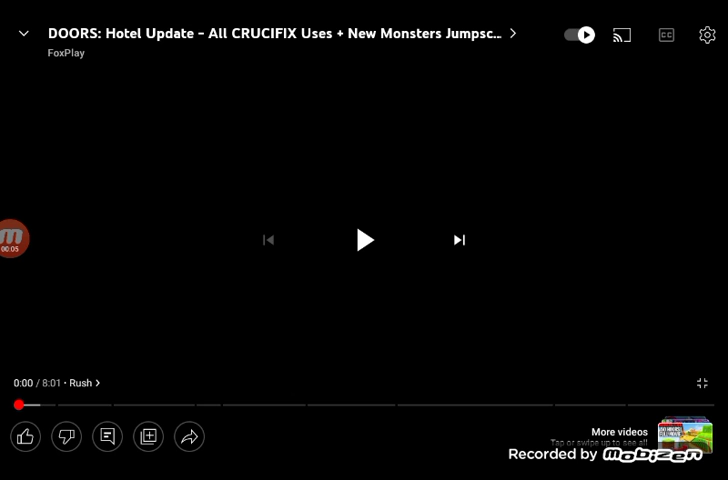 DOORS: Hotel Update - All CRUCIFIX Uses + New Monsters Jumpsc...
FoxPlay
CC
00:05
0:00 / 8:01 • Rush
More videos
Tap or swipe up to see all
Recorded by Mobizen